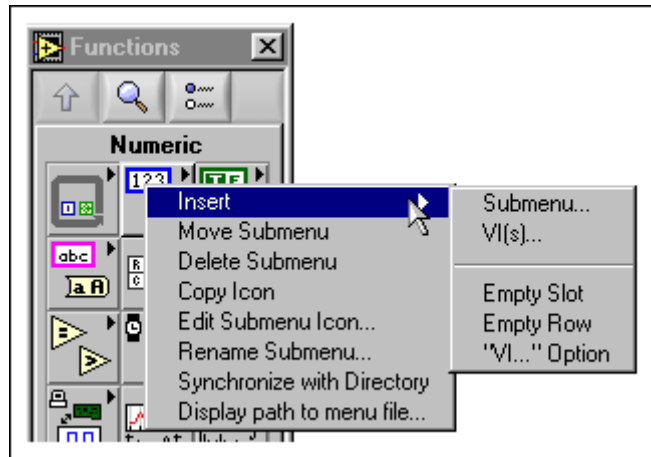 Functions
Numeric
123
TF
Insert
Submenu...
VI(s)...
Move Submenu
abc
Delete Submenu
Copy Icon
Empty Slot
Edit Submenu Icon...
Empty Row
Rename Submenu...
"VI..." Option
Synchronize with Directory
Display path to menu file...